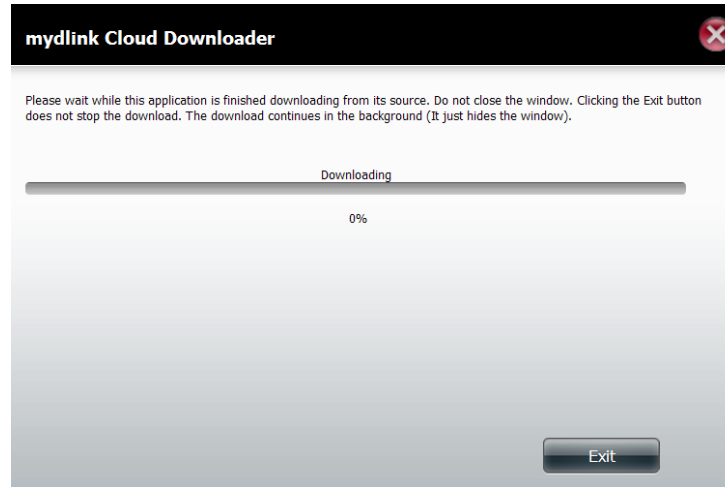 mydlink Cloud Downloader
Please wait while this application is finished downloading from its source. Do not close the window. Clicking the Exit button
does not stop the download. The download continues in the background (It just hides the window).
Downloading
0%
Exit